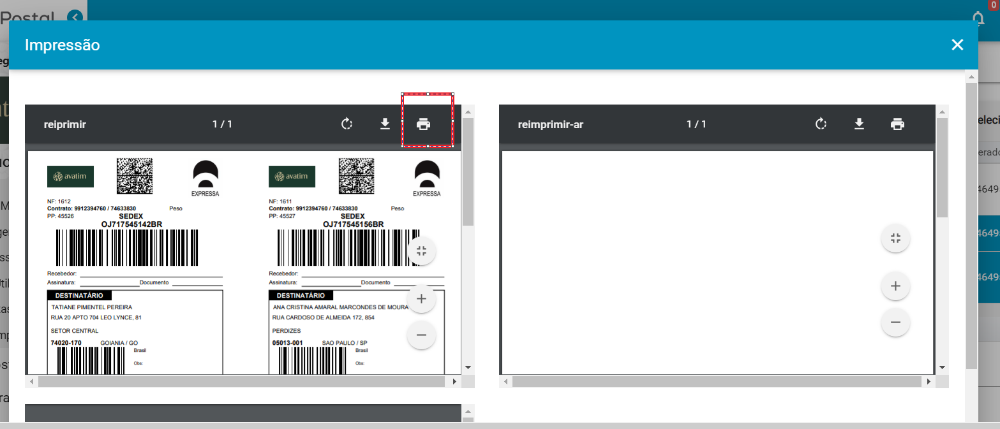 Postal
0
Impressão
reiprimir
1 / 1
reimprimir-ar
1 / 1
avatim
EXPRESSA
NF: 1612
Contrato: 9912394760 / 74633830
Peso
PP: 45526
SEDEX
OJ717545142BR
Recebedor:
Assinatura:
Documento
DESTINATÁRIO
TATIANE PIMENTEL PEREIRA
RUA 20 APTO 704 LEO LYNCE, 81
SETOR CENTRAL
74020-170 GOIANIA / GO
Brasil
Obs:
avatim
EXPRESSA
NF: 1611
Contrato: 9912394760 / 74633830
Peso
PP: 45527
SEDEX
OJ717545156BR
Recebedor:
Assinatura:
Documento
DESTINATÁRIO
ANA CRISTINA AMARAL MARCONDES DE MOURA
RUA CARDOSO DE ALMEIDA 172, 854
PERDIZES
05013-001 SAO PAULO / SP
Brasil
Obs: